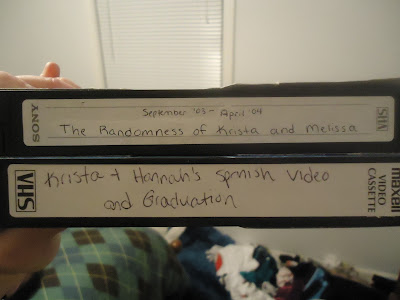 SONY
September '03 - April '04
The Randomness of Krista and Melissa
VHS
Krista + Hannah's Spanish Video
and Graduation
maxell
VIDEO
CASSETTE
VHS